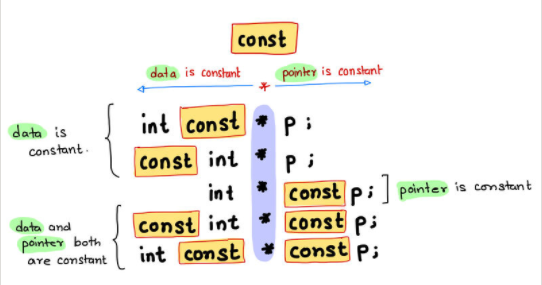 const
data is constant * pointer is constant
int const * p ;
const int * p ;
data is
constant.
int * const p ;
pointer is constant
const int * const p ;
int const * const p ;
data and
pointer both
are constant